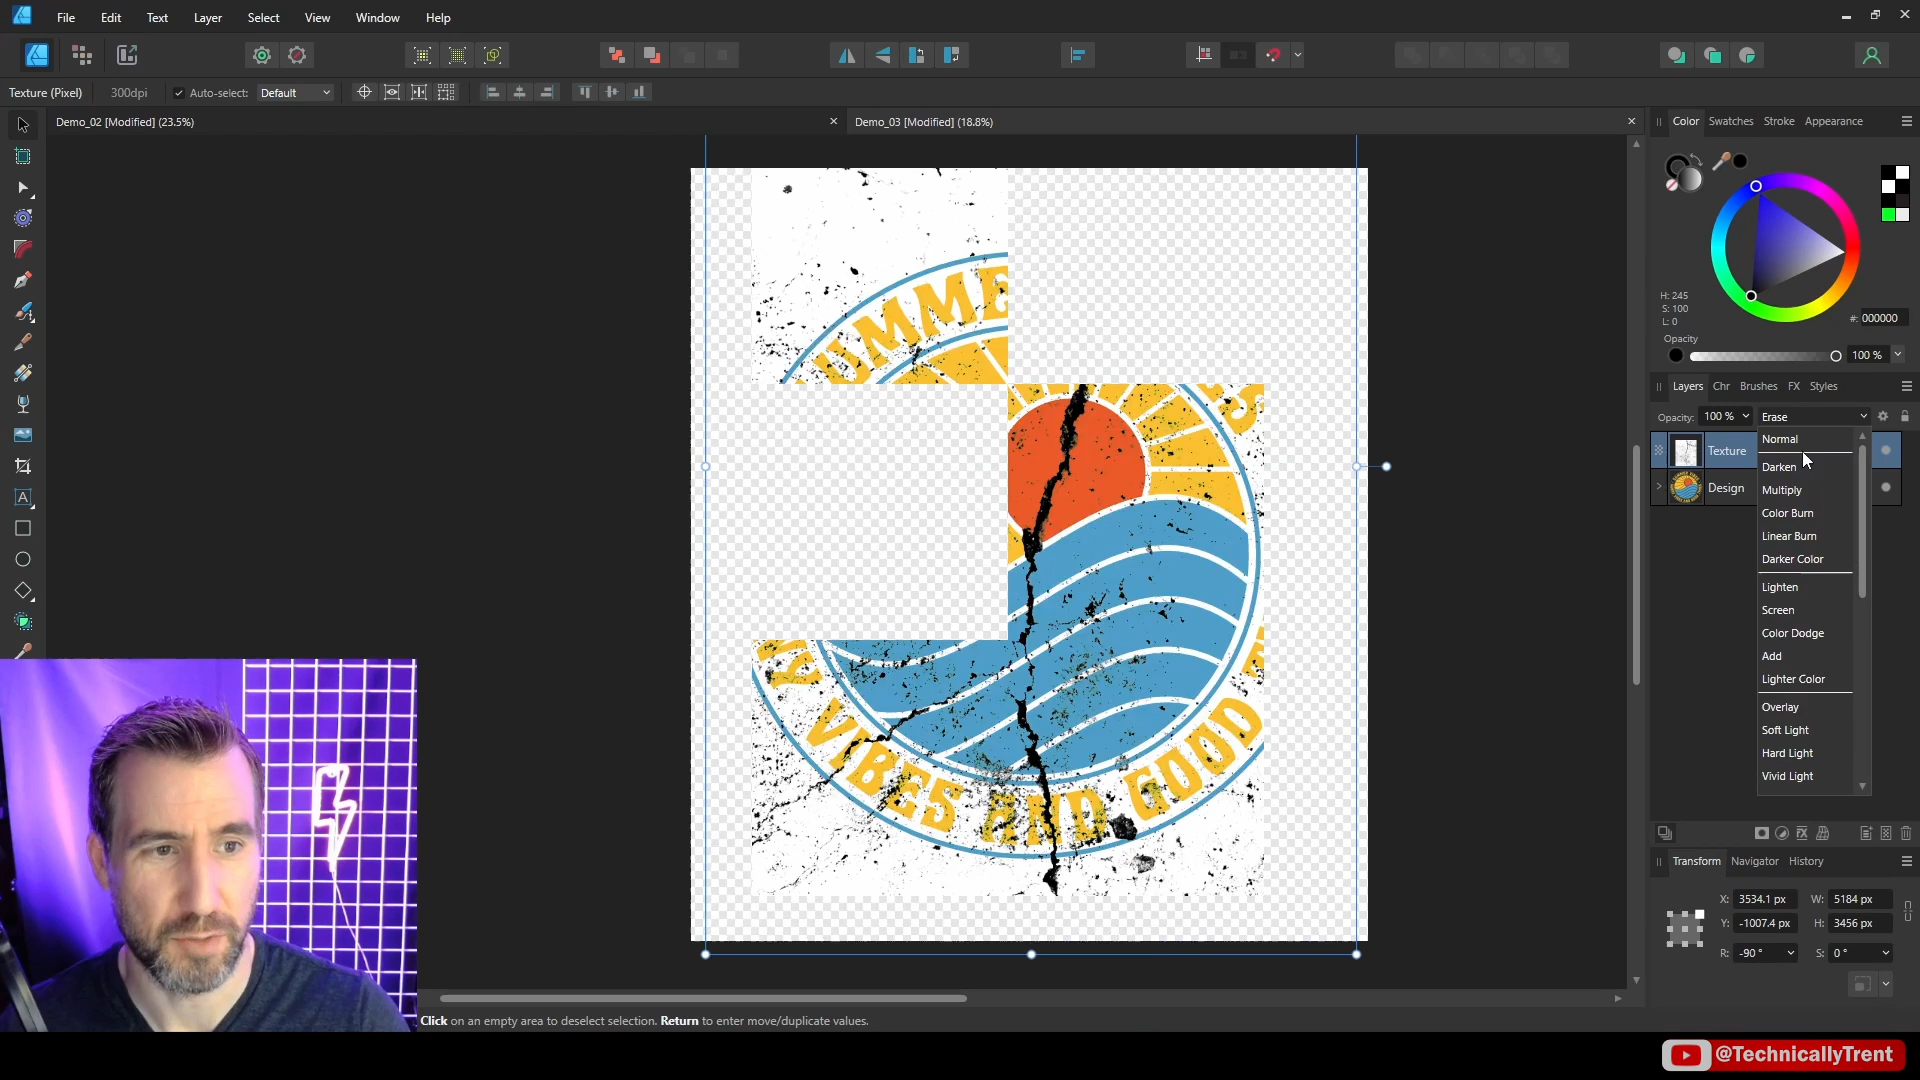 File Edit Text Layer Select View Window Help
Texture (Pixel) 300dpi Auto-select: Default
Demo_02 [Modified] (23.5%)
Demo_03 [Modified] (18.8%)
Color Swatches Stroke Appearance
H: 245
S: 100
L: 0
#: 000000
Opacity
100 %
Layers Chr Brushes FX Styles
Opacity: 100 % Erase
Texture
Design
Normal
Darken
Multiply
Color Burn
Linear Burn
Darker Color
Lighten
Screen
Color Dodge
Add
Lighter Color
Overlay
Soft Light
Hard Light
Vivid Light
Transform Navigator History
X: 3534.1 px W: 5184 px
Y: -1007.4 px H: 3456 px
R: -90 ° S: 0 °
UMME
VIBES AND GOOD
A
Click on an empty area to deselect selection. Return to enter move/duplicate values.
@TechnicallyTrent